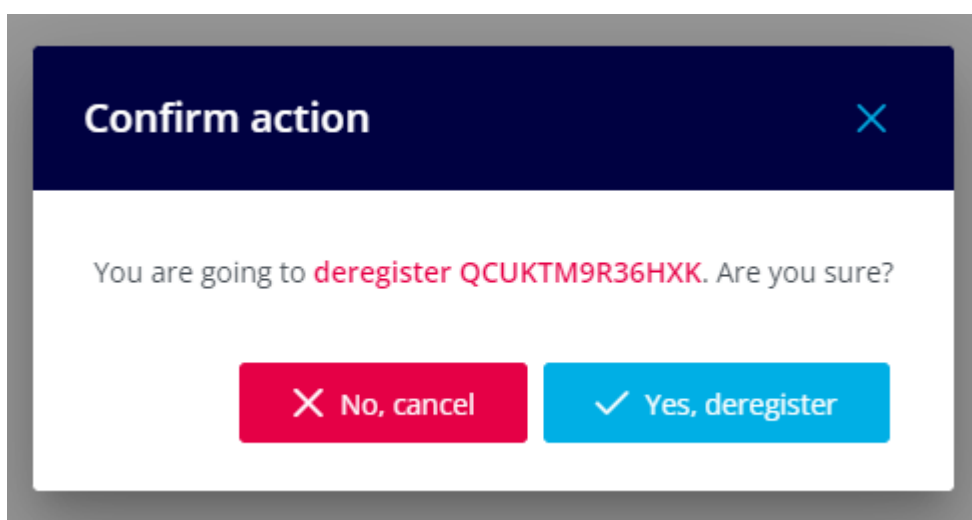 Confirm action
You are going to deregister QCUKTM9R36HXK. Are you sure?
No, cancel
Yes, deregister